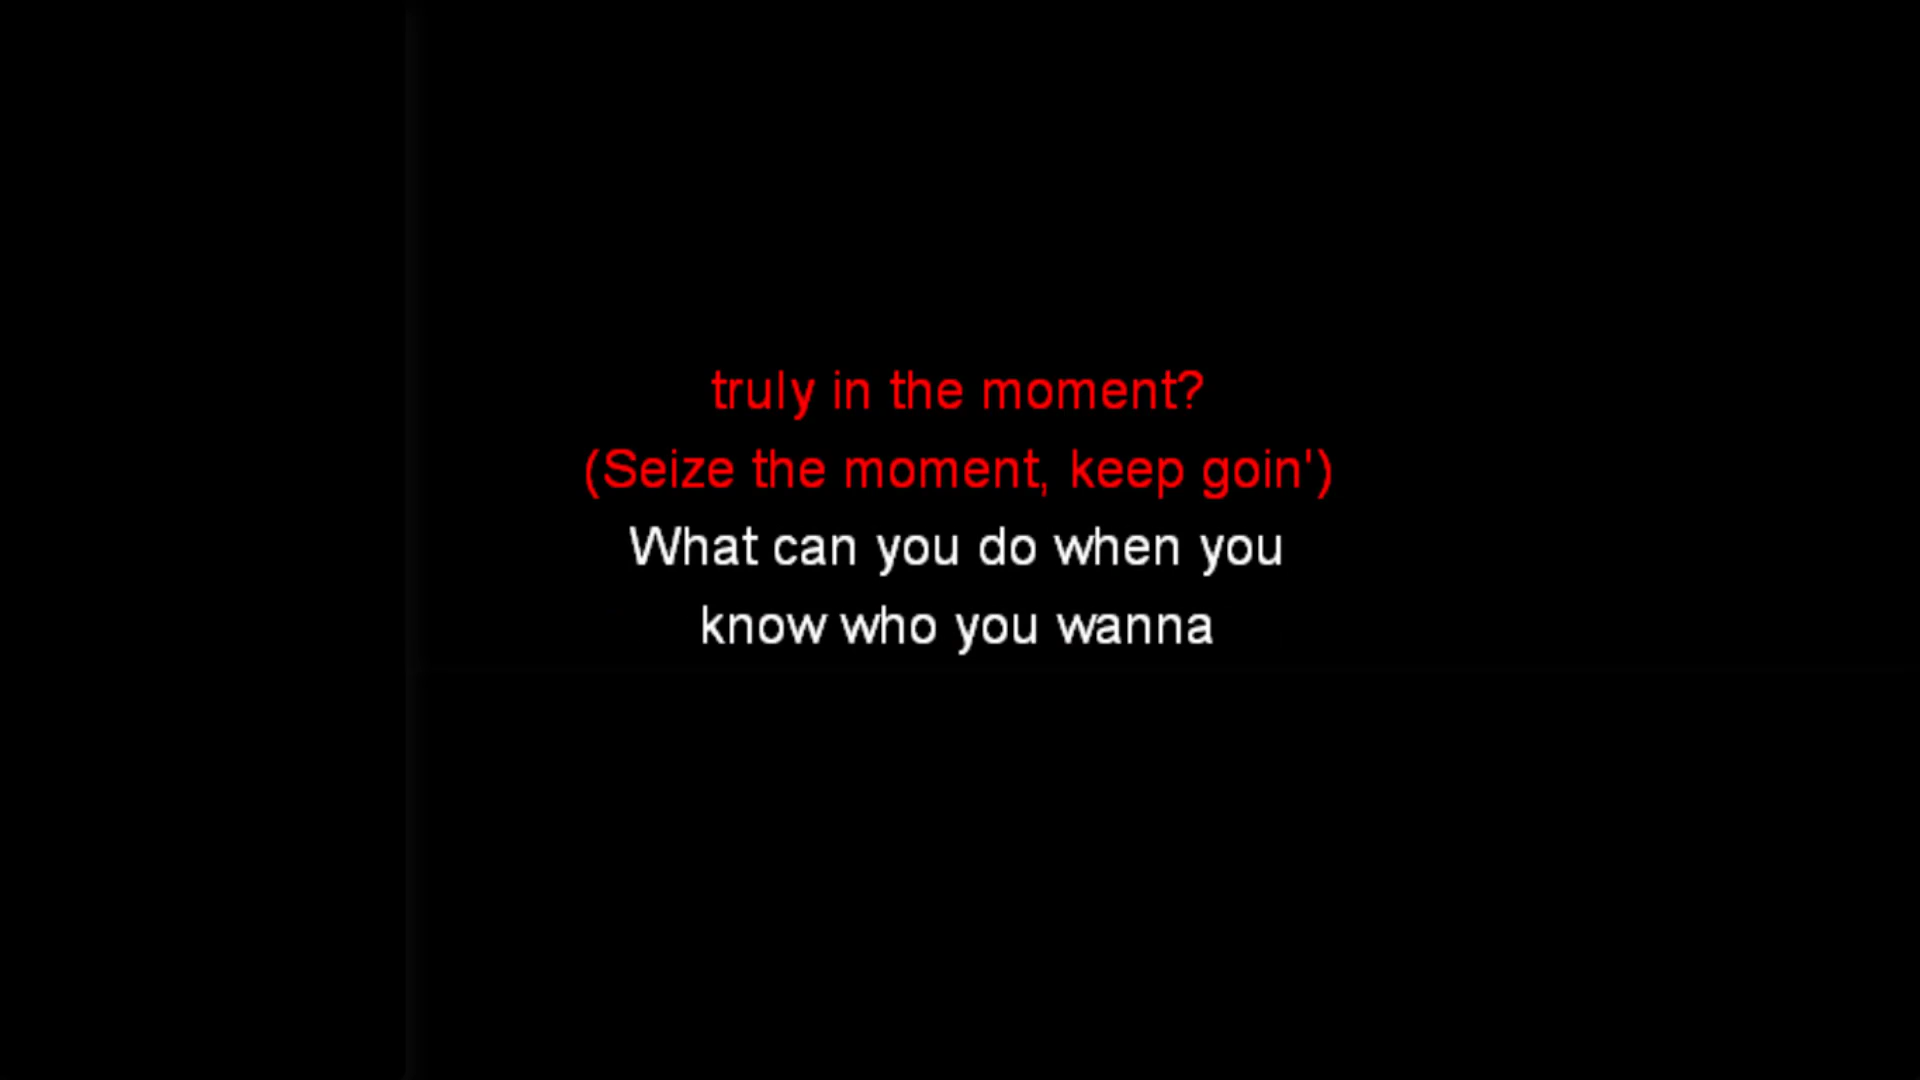 truly in the moment?
(Seize the moment, keep goin')
What can you do when you
know who you wanna